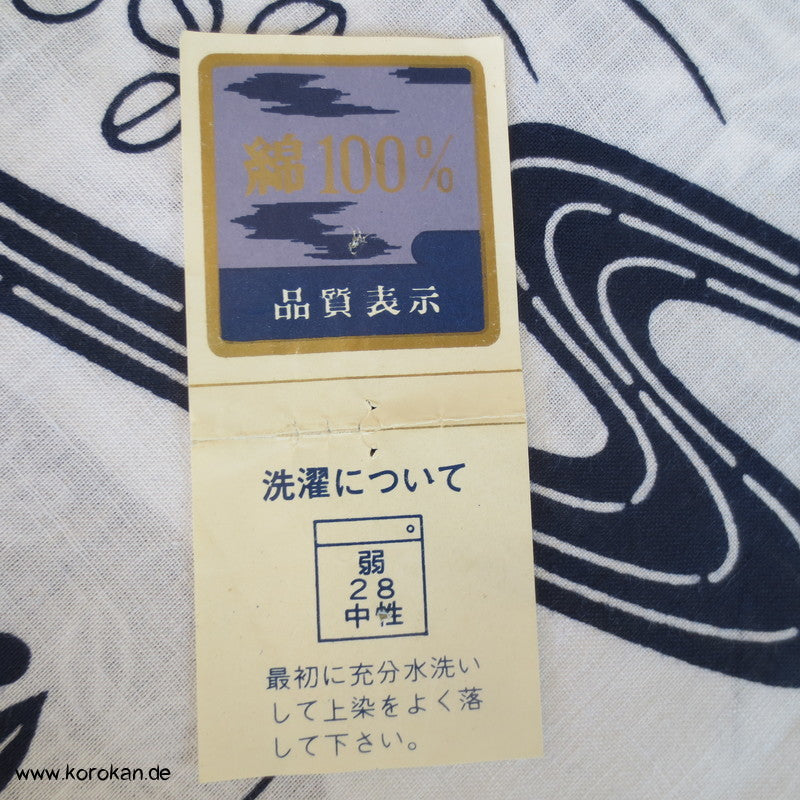 綿100%
品質表示
洗濯について
弱
28
中性
最初に充分水洗い
して上染をよく落
して下さい。
www.korokan.de